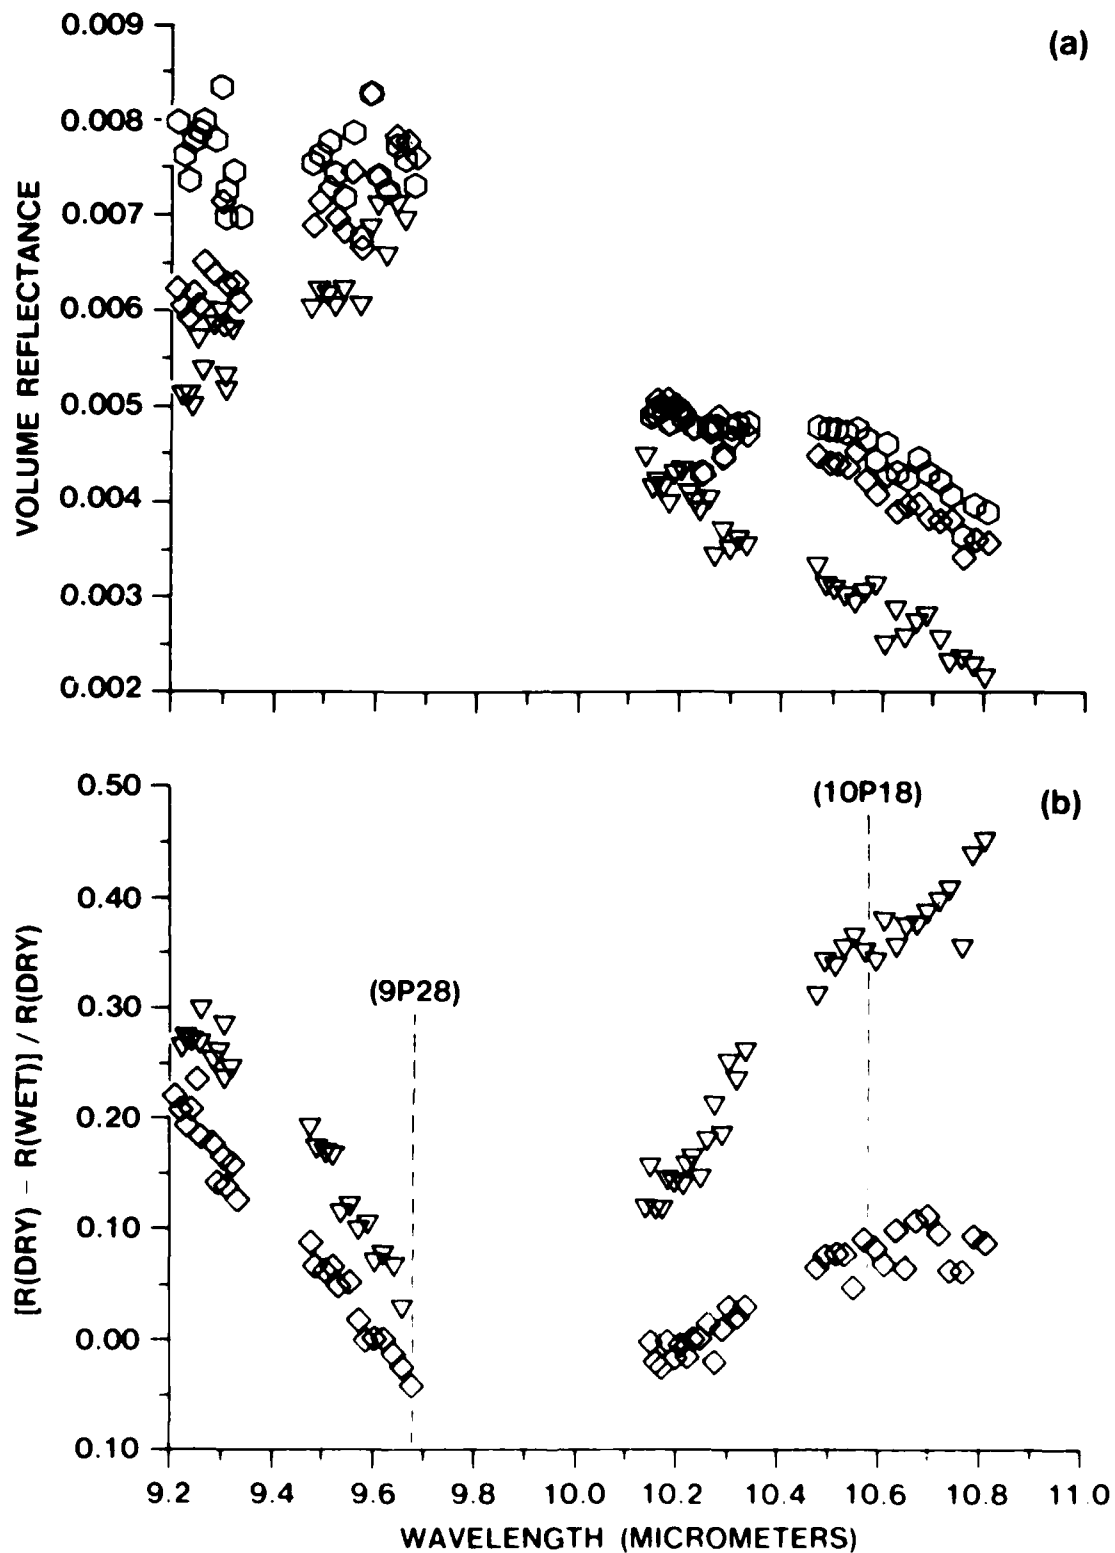 (a)
0.009
0.008
0.007
0.006
0.005
0.004
0.003
0.002
VOLUME REFLECTANCE
(b)
0.50
0.40
0.30
0.20
0.10
0.00
0.10
[R(DRY) − R(WET)] / R(DRY)
(10P18)
(9P28)
9.2 9.4 9.6 9.8 10.0 10.2 10.4 10.6 10.8 11.0
WAVELENGTH (MICROMETERS)